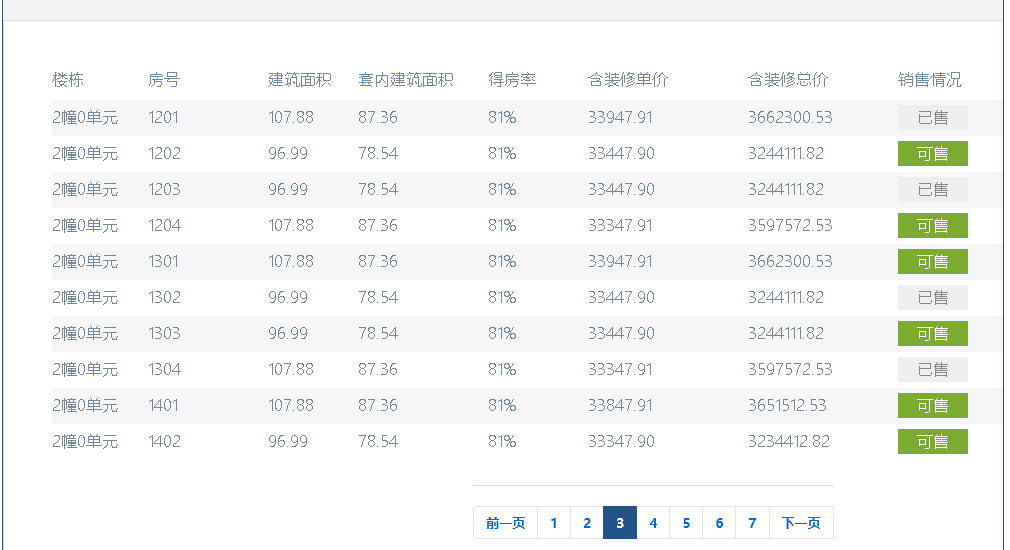 楼栋 房号 建筑面积 套内建筑面积 得房率 含装修单价 含装修总价 销售情况
2幢0单元 1201 107.88 87.36 81% 33947.91 3662300.53 已售
2幢0单元 1202 96.99 78.54 81% 33447.90 3244111.82 可售
2幢0单元 1203 96.99 78.54 81% 33447.90 3244111.82 已售
2幢0单元 1204 107.88 87.36 81% 33347.91 3597572.53 可售
2幢0单元 1301 107.88 87.36 81% 33947.91 3662300.53 可售
2幢0单元 1302 96.99 78.54 81% 33447.90 3244111.82 已售
2幢0单元 1303 96.99 78.54 81% 33447.90 3244111.82 可售
2幢0单元 1304 107.88 87.36 81% 33347.91 3597572.53 已售
2幢0单元 1401 107.88 87.36 81% 33847.91 3651512.53 可售
2幢0单元 1402 96.99 78.54 81% 33347.90 3234412.82 可售
前一页 1 2 3 4 5 6 7 下一页